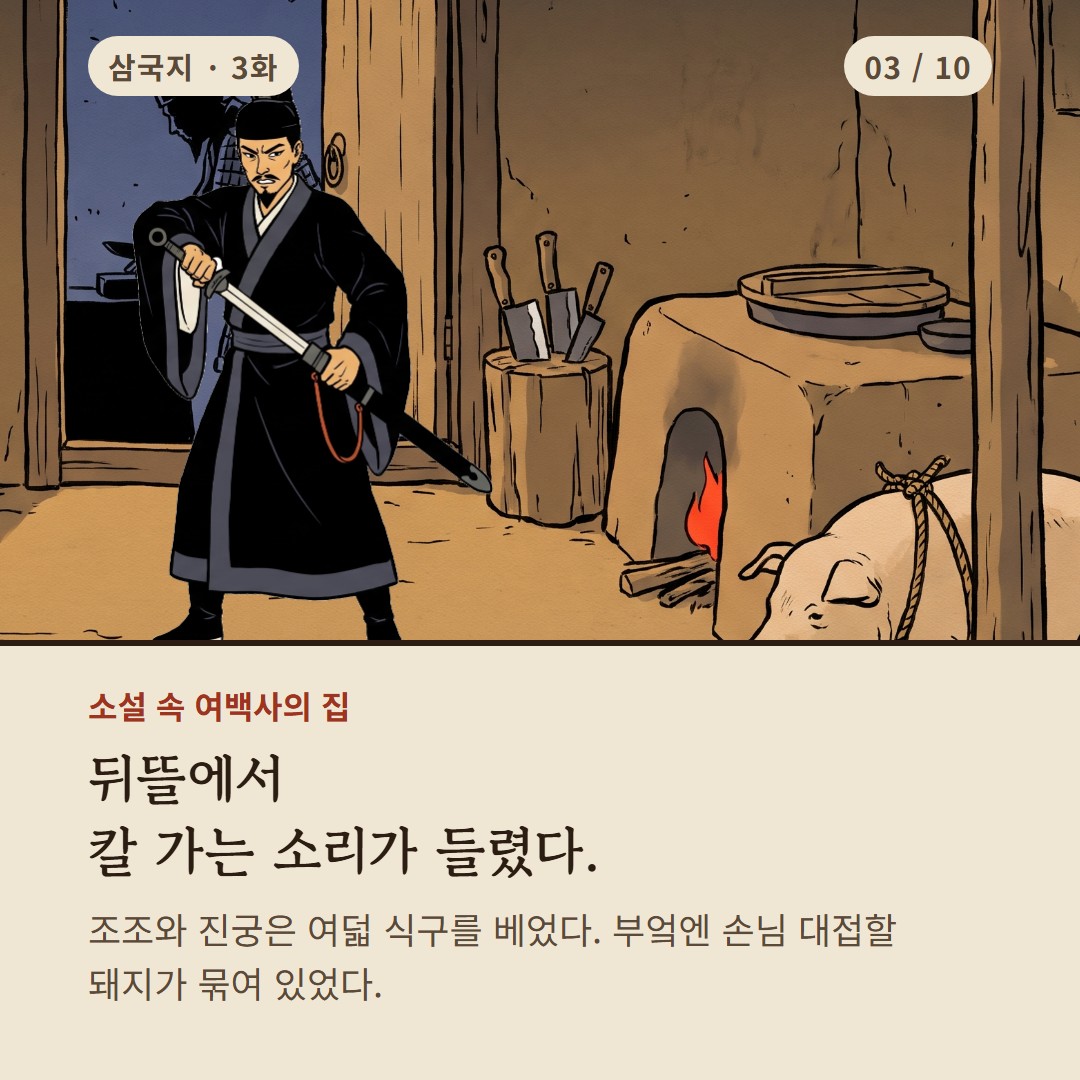 삼국지 · 3화
03 / 10
소설 속 여백사의 집
뒤뜰에서
칼 가는 소리가 들렸다.
조조와 진궁은 여덟 식구를 베었다. 부엌엔 손님 대접할
돼지가 묶여 있었다.